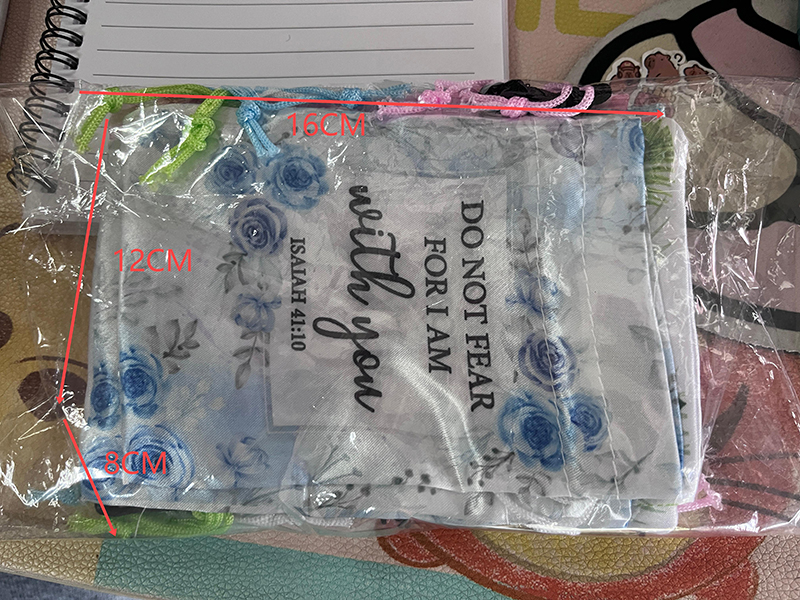 16CM
12CM
8CM
DO NOT FEAR
FOR I AM
with you
ISAIAH 41:10